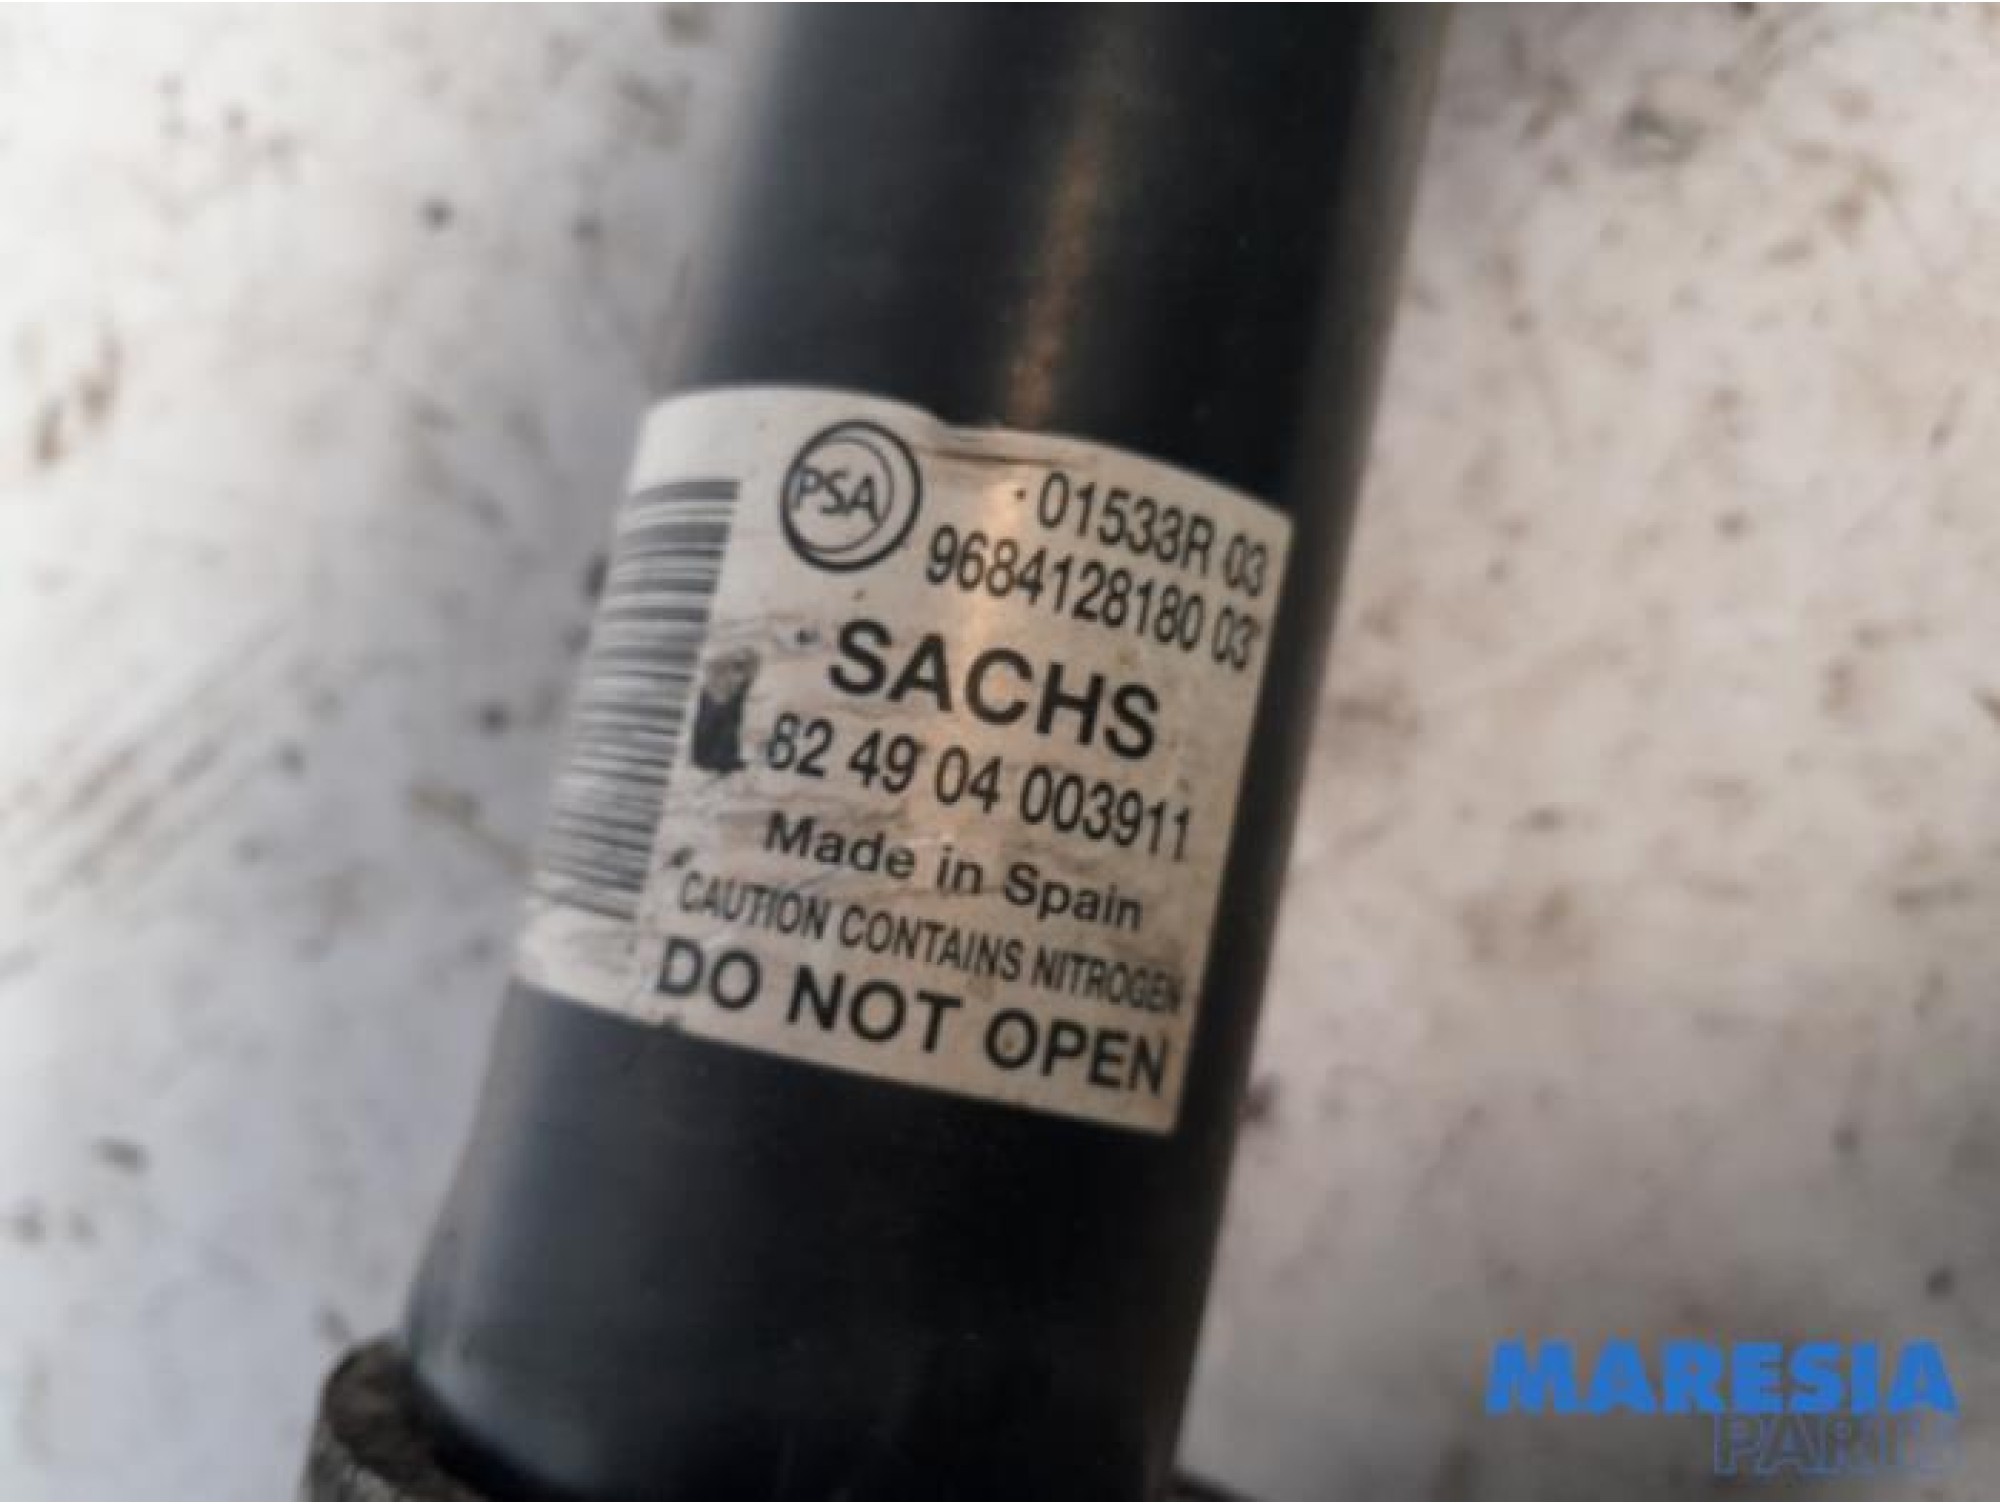 PSA
01533R 03
9684128180 03
SACHS
82 49 04 003911
Made in Spain
CAUTION CONTAINS NITROGEN
DO NOT OPEN
MARESIA
PARTS